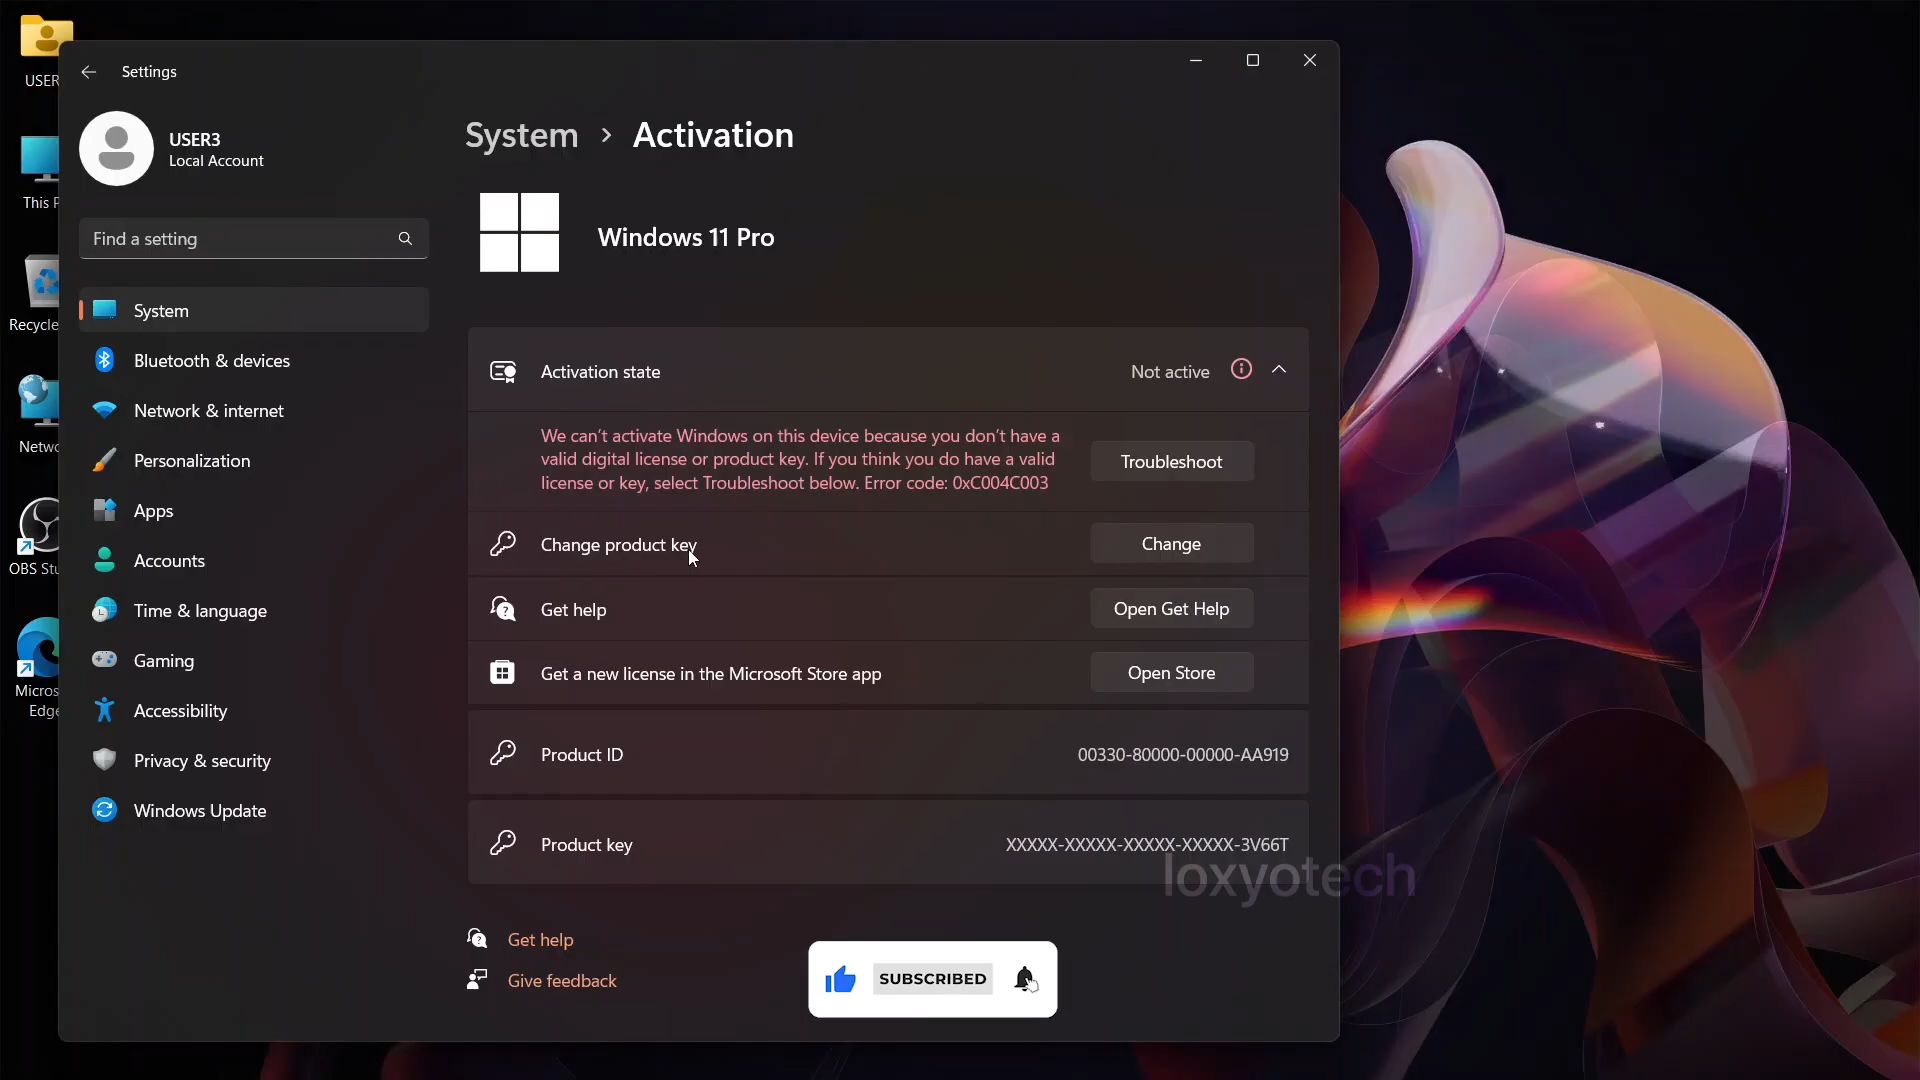 Settings
USER
USER3
Local Account
System > Activation
This P
Find a setting
Windows 11 Pro
Recycle
System
Bluetooth & devices
Activation state
Not active
Network & internet
We can't activate Windows on this device because you don't have a
valid digital license or product key. If you think you do have a valid
license or key, select Troubleshoot below. Error code: 0xC004C003
Troubleshoot
Netwo
Personalization
Apps
Change product key
Change
OBS Stu
Accounts
Time & language
Get help
Open Get Help
Gaming
Get a new license in the Microsoft Store app
Open Store
Micros
Edge
Accessibility
Privacy & security
Product ID
00330-80000-00000-AA919
Windows Update
Product key
XXXXX-XXXXX-XXXXX-XXXXX-3V66T
loxyotech
Get help
Give feedback
SUBSCRIBED